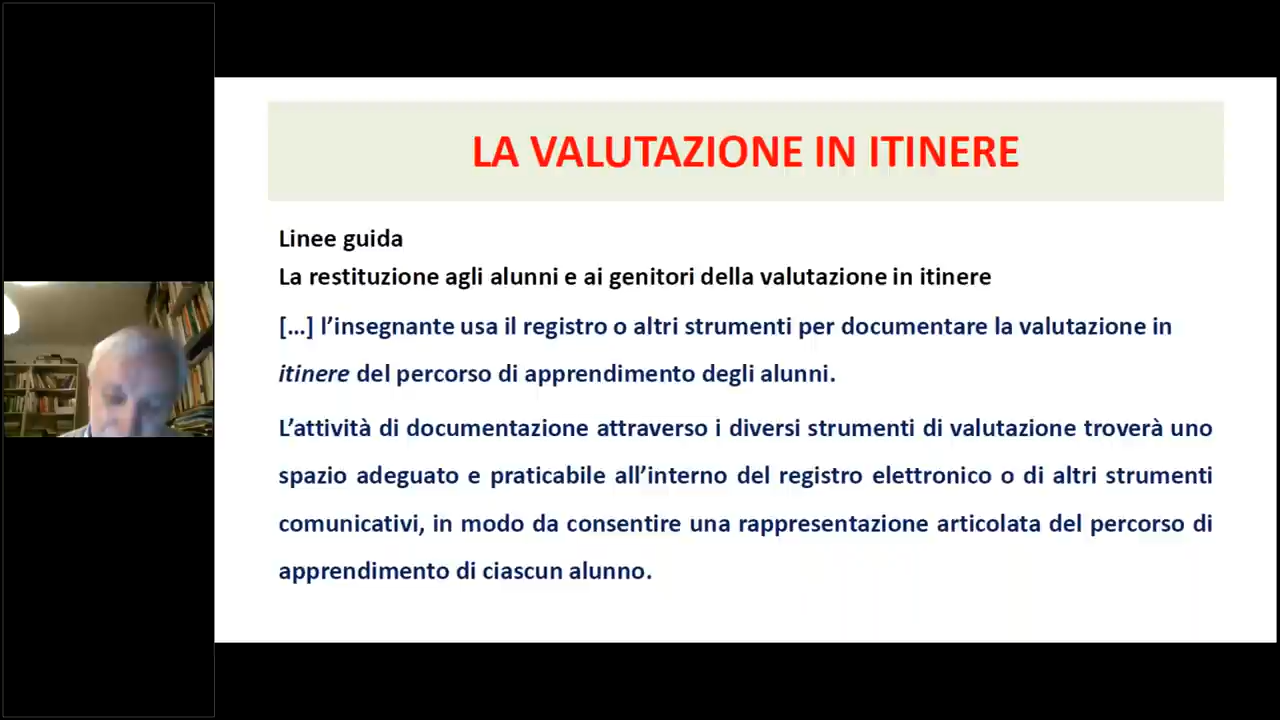 LA VALUTAZIONE IN ITINERE
Linee guida
La restituzione agli alunni e ai genitori della valutazione in itinere
[...] l’insegnante usa il registro o altri strumenti per documentare la valutazione in
itinere del percorso di apprendimento degli alunni.
L’attività di documentazione attraverso i diversi strumenti di valutazione troverà uno
spazio adeguato e praticabile all’interno del registro elettronico o di altri strumenti
comunicativi, in modo da consentire una rappresentazione articolata del percorso di
apprendimento di ciascun alunno.